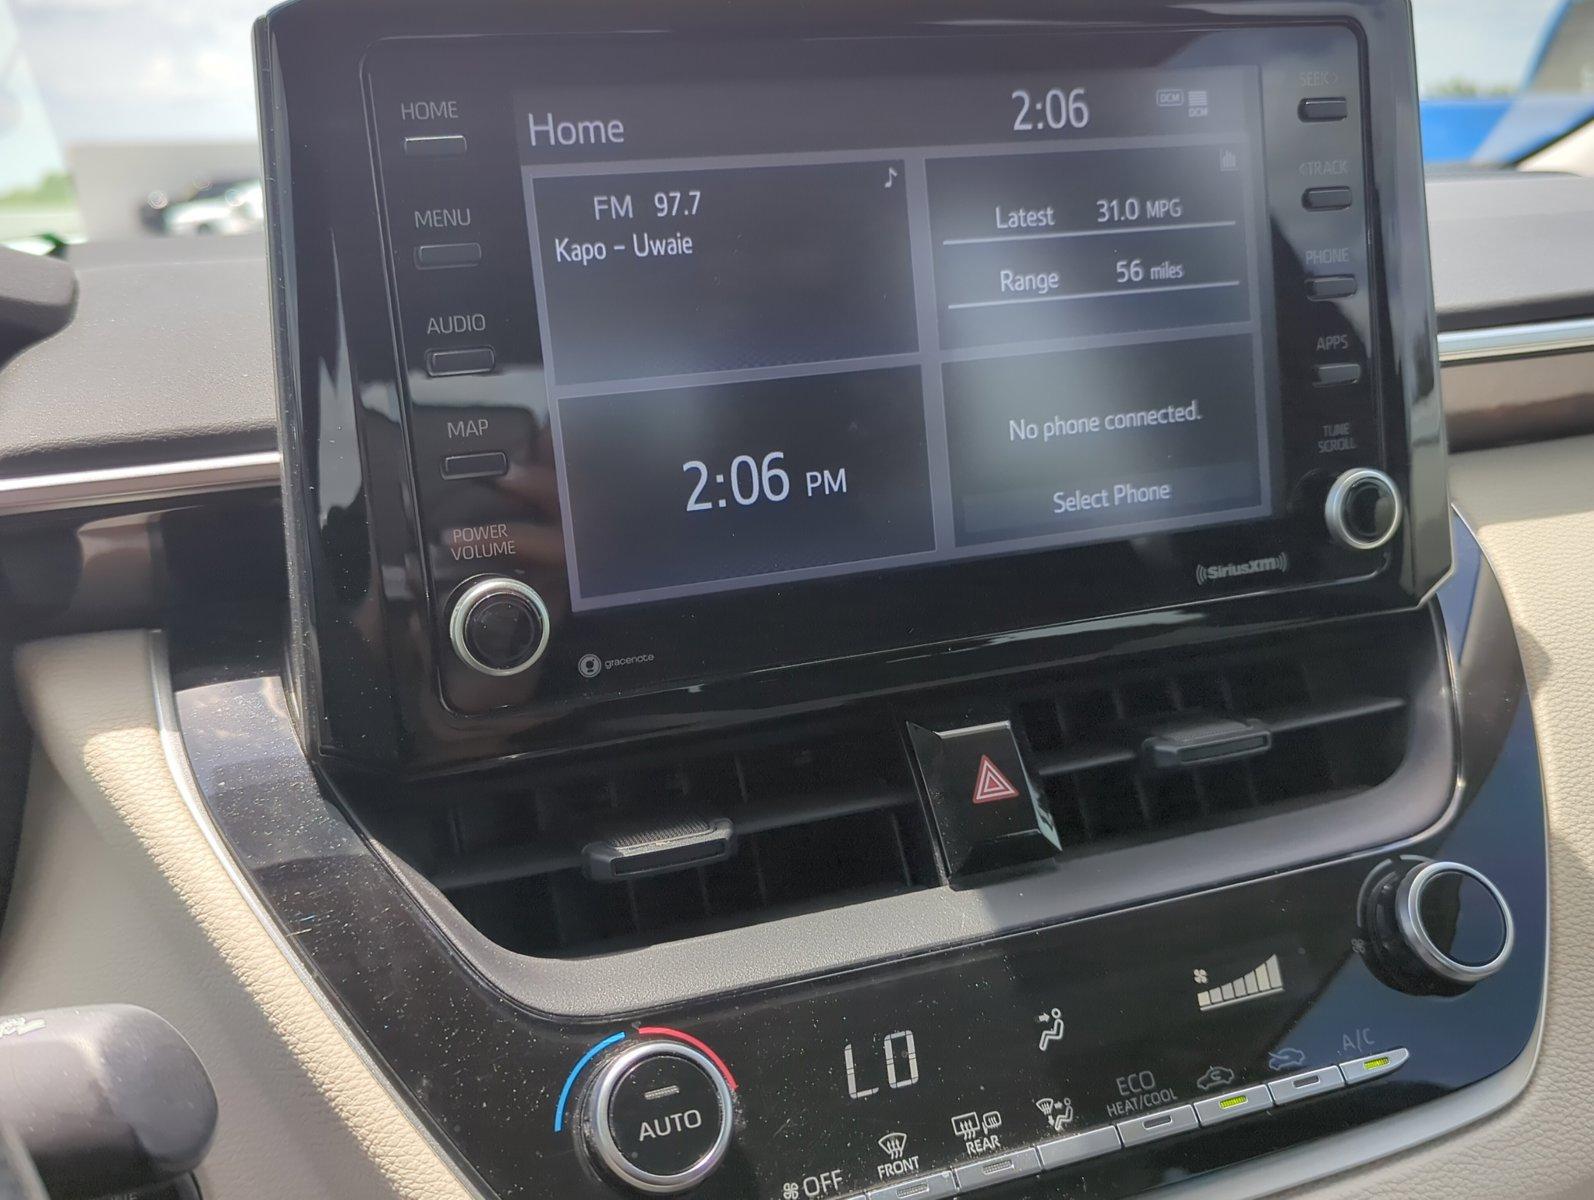 HOME
MENU
AUDIO
MAP
POWER
VOLUME
Home
2:06
DCM
DCM
FM 97.7
Kapo - Uwaie
Latest 31.0 MPG
Range 56 miles
2:06 PM
No phone connected.
Select Phone
SEEK>
<TRACK
PHONE
APPS
TUNE
SCROLL
gracenote
SiriusXM
AUTO
LO
OFF
FRONT
REAR
ECO
HEAT/COOL
A/C